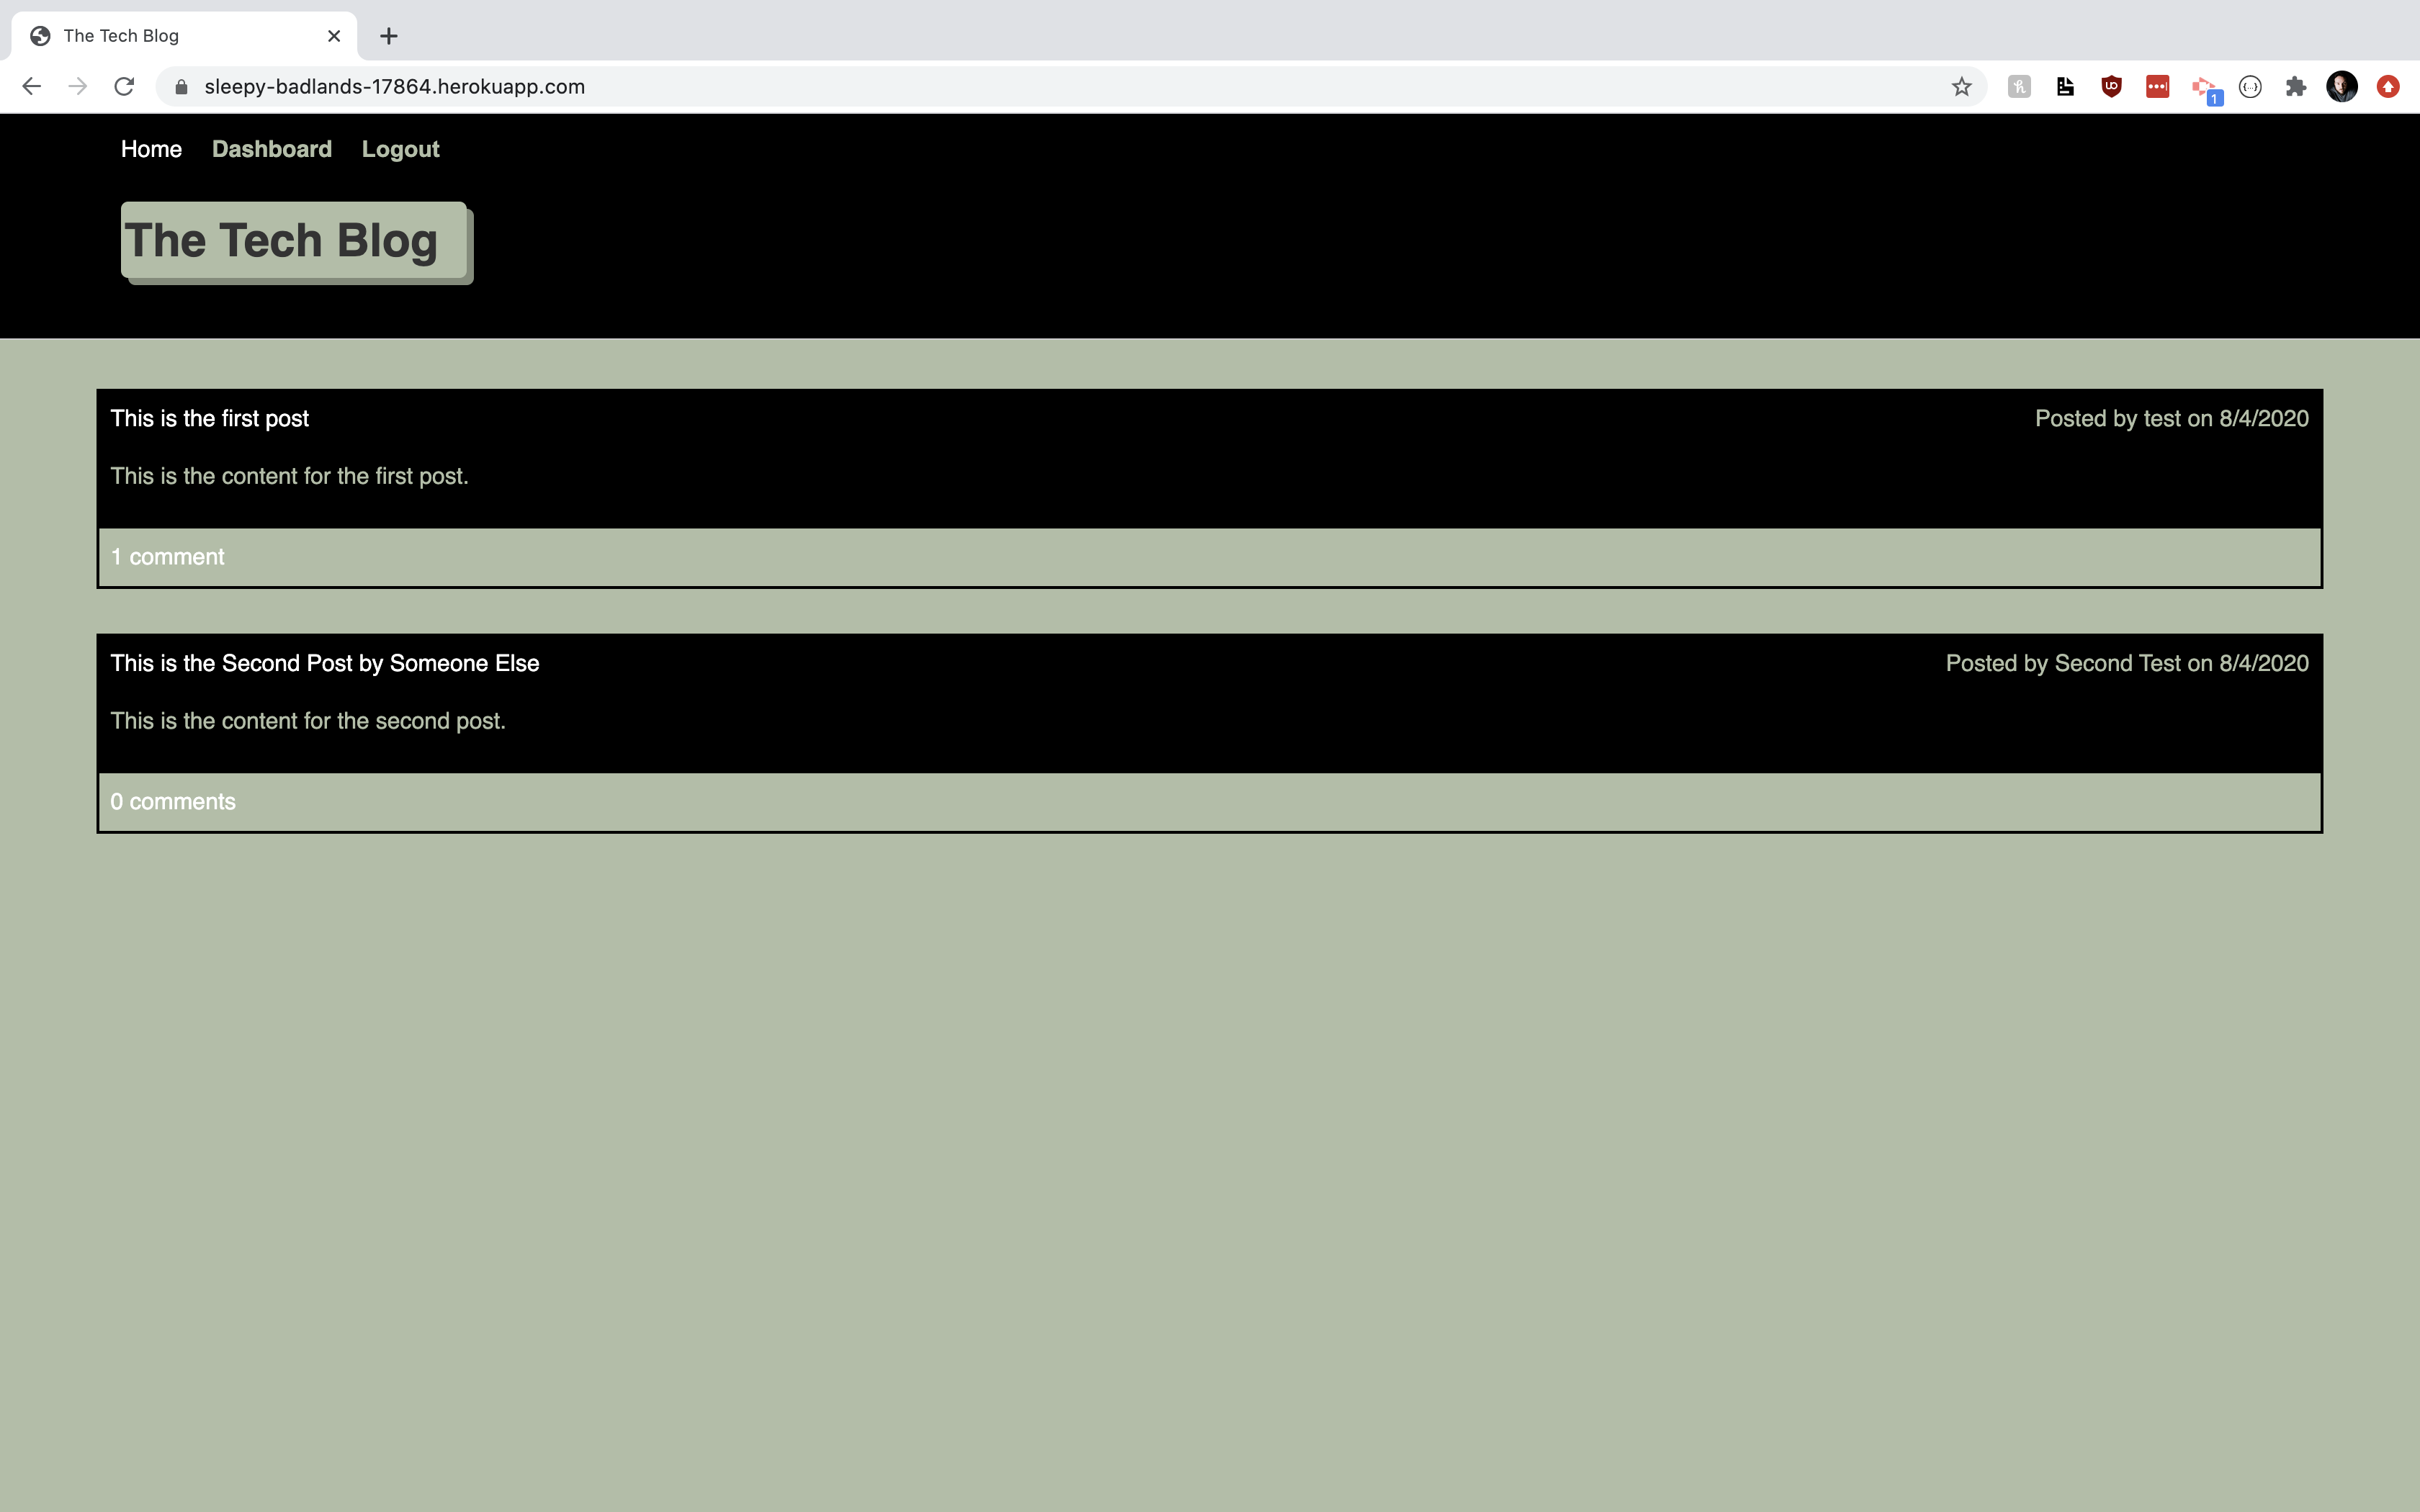 The Tech Blog
sleepy-badlands-17864.herokuapp.com
1
Home Dashboard Logout
The Tech Blog
This is the first post Posted by test on 8/4/2020
This is the content for the first post.
1 comment
This is the Second Post by Someone Else Posted by Second Test on 8/4/2020
This is the content for the second post.
0 comments